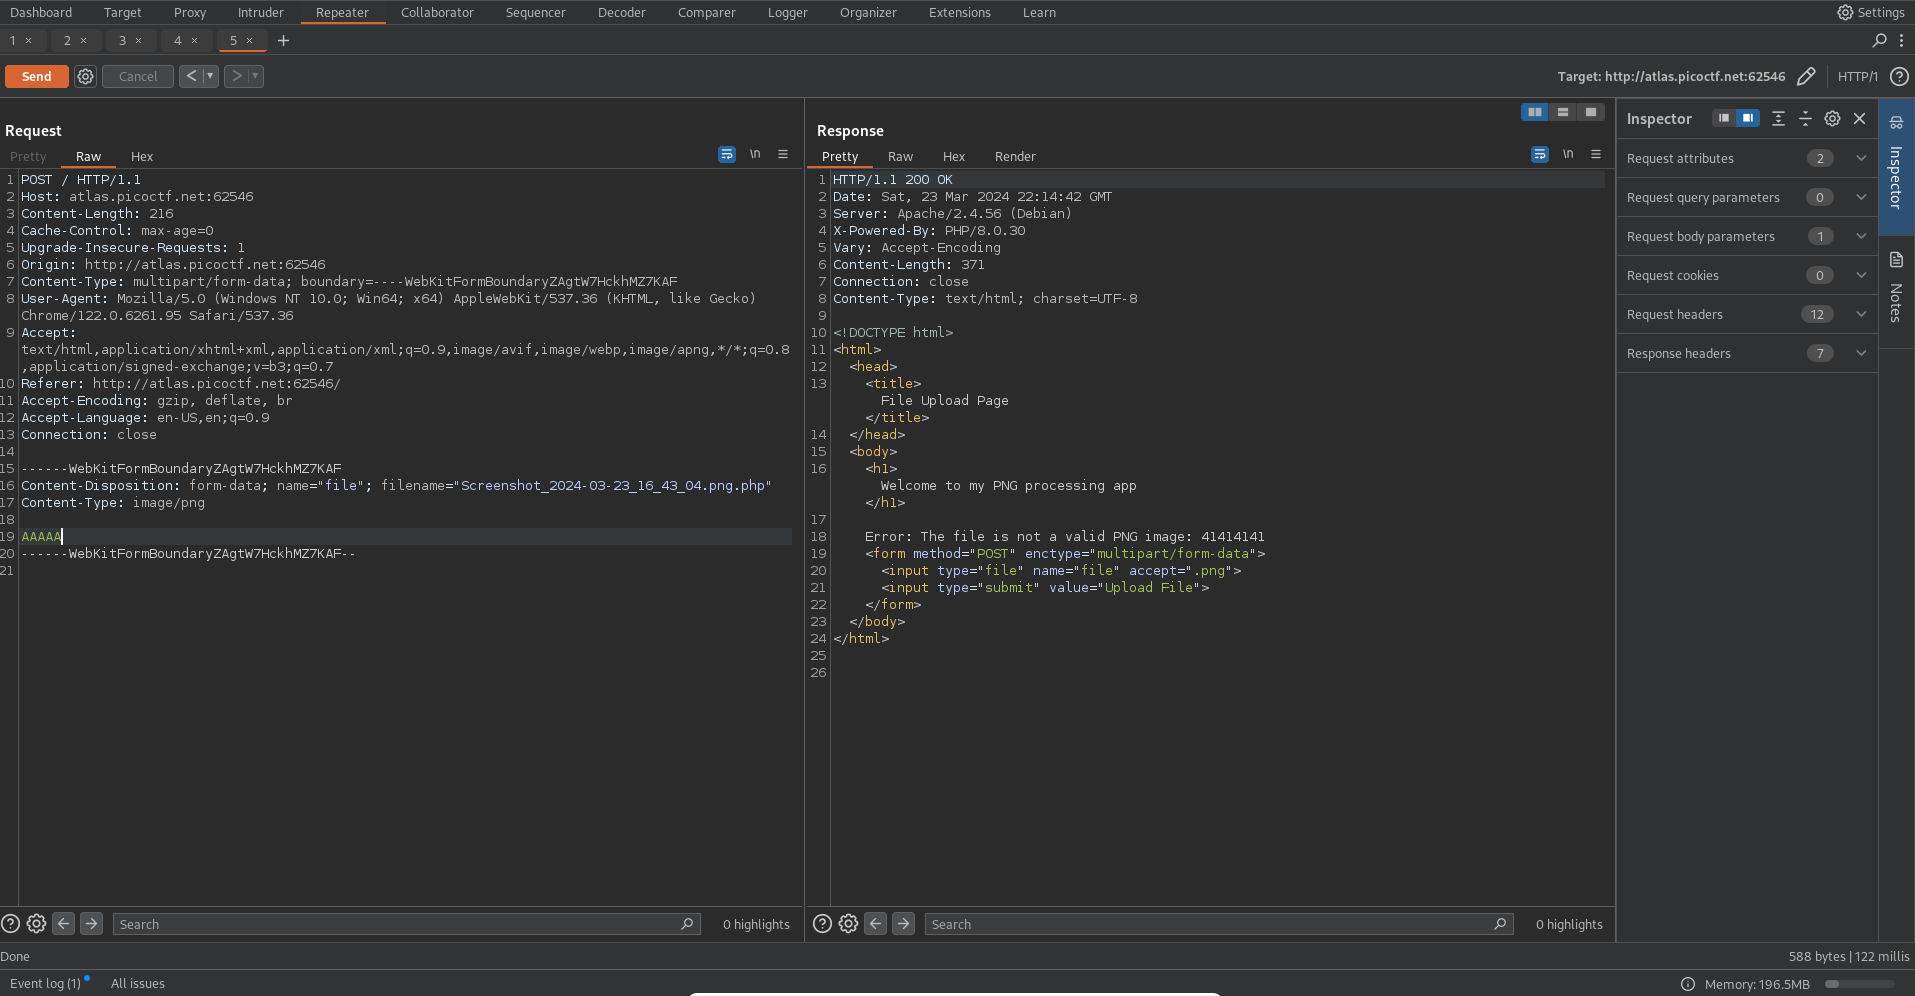 Dashboard Target Proxy Intruder Repeater Collaborator Sequencer Decoder Comparer Logger Organizer Extensions Learn Settings
1 × 2 × 3 × 4 × 5 × +
Send Cancel < > Target: http://atlas.picoctf.net:62546 HTTP/1
Request
Pretty Raw Hex \n
1 POST / HTTP/1.1
2 Host: atlas.picoctf.net:62546
3 Content-Length: 216
4 Cache-Control: max-age=0
5 Upgrade-Insecure-Requests: 1
6 Origin: http://atlas.picoctf.net:62546
7 Content-Type: multipart/form-data; boundary=----WebKitFormBoundaryZAgtW7HckhMZ7KAF
8 User-Agent: Mozilla/5.0 (Windows NT 10.0; Win64; x64) AppleWebKit/537.36 (KHTML, like Gecko)
Chrome/122.0.6261.95 Safari/537.36
9 Accept:
text/html,application/xhtml+xml,application/xml;q=0.9,image/avif,image/webp,image/apng,*/*;q=0.8
,application/signed-exchange;v=b3;q=0.7
10 Referer: http://atlas.picoctf.net:62546/
11 Accept-Encoding: gzip, deflate, br
12 Accept-Language: en-US,en;q=0.9
13 Connection: close
14
15 ------WebKitFormBoundaryZAgtW7HckhMZ7KAF
16 Content-Disposition: form-data; name="file"; filename="Screenshot_2024-03-23_16_43_04.png.php"
17 Content-Type: image/png
18
19 AAAAA
20 ------WebKitFormBoundaryZAgtW7HckhMZ7KAF--
21
Search 0 highlights
Response
Pretty Raw Hex Render \n
1 HTTP/1.1 200 OK
2 Date: Sat, 23 Mar 2024 22:14:42 GMT
3 Server: Apache/2.4.56 (Debian)
4 X-Powered-By: PHP/8.0.30
5 Vary: Accept-Encoding
6 Content-Length: 371
7 Connection: close
8 Content-Type: text/html; charset=UTF-8
9
10 <!DOCTYPE html>
11 <html>
12 <head>
13 <title>
File Upload Page
</title>
14 </head>
15 <body>
16 <h1>
Welcome to my PNG processing app
</h1>
17
18 Error: The file is not a valid PNG image: 41414141
19 <form method="POST" enctype="multipart/form-data">
20 <input type="file" name="file" accept=".png">
21 <input type="submit" value="Upload File">
22 </form>
23 </body>
24 </html>
25
26
Search 0 highlights
Inspector
Request attributes 2
Request query parameters 0
Request body parameters 1
Request cookies 0
Request headers 12
Response headers 7
Inspector
Notes
Done 588 bytes | 122 millis
Event log (1) All issues Memory: 196.5MB